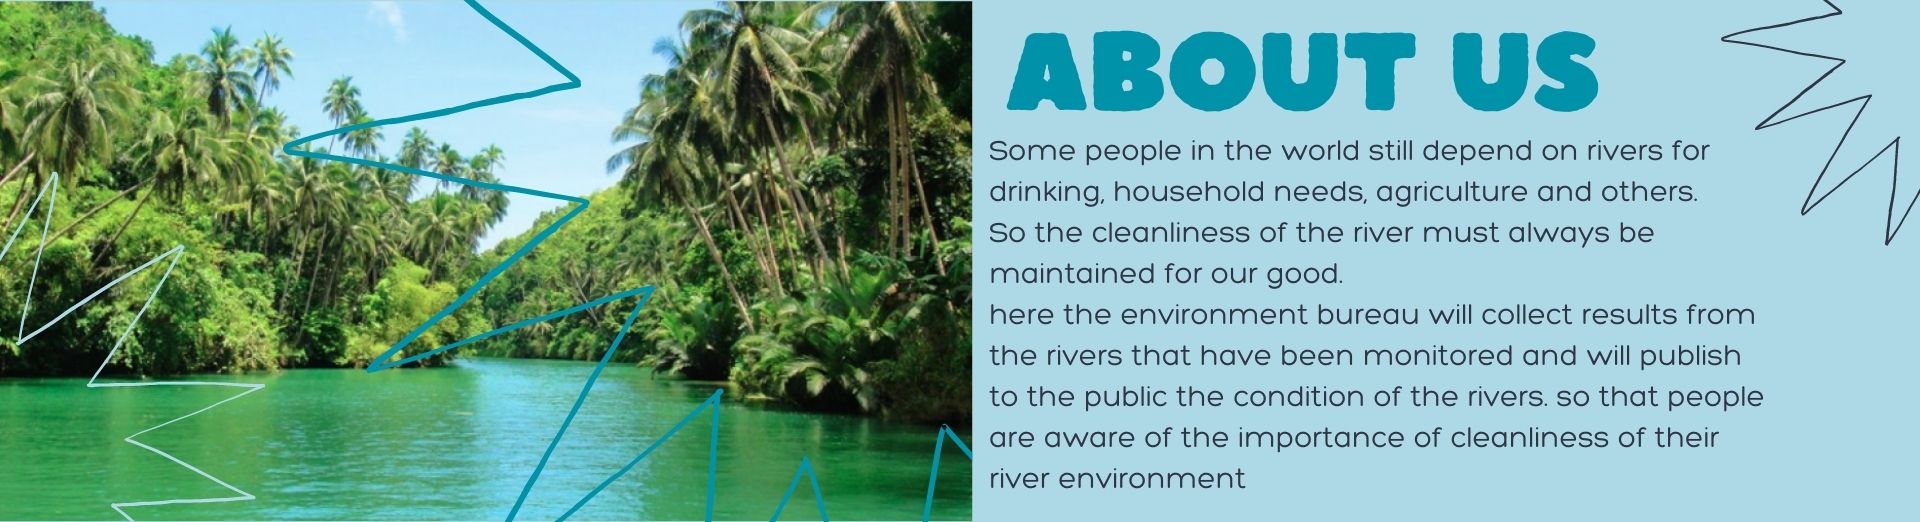 ABOUT US
Some people in the world still depend on rivers for
drinking, household needs, agriculture and others.
So the cleanliness of the river must always be
maintained for our good.
here the environment bureau will collect results from
the rivers that have been monitored and will publish
to the public the condition of the rivers. so that people
are aware of the importance of cleanliness of their
river environment